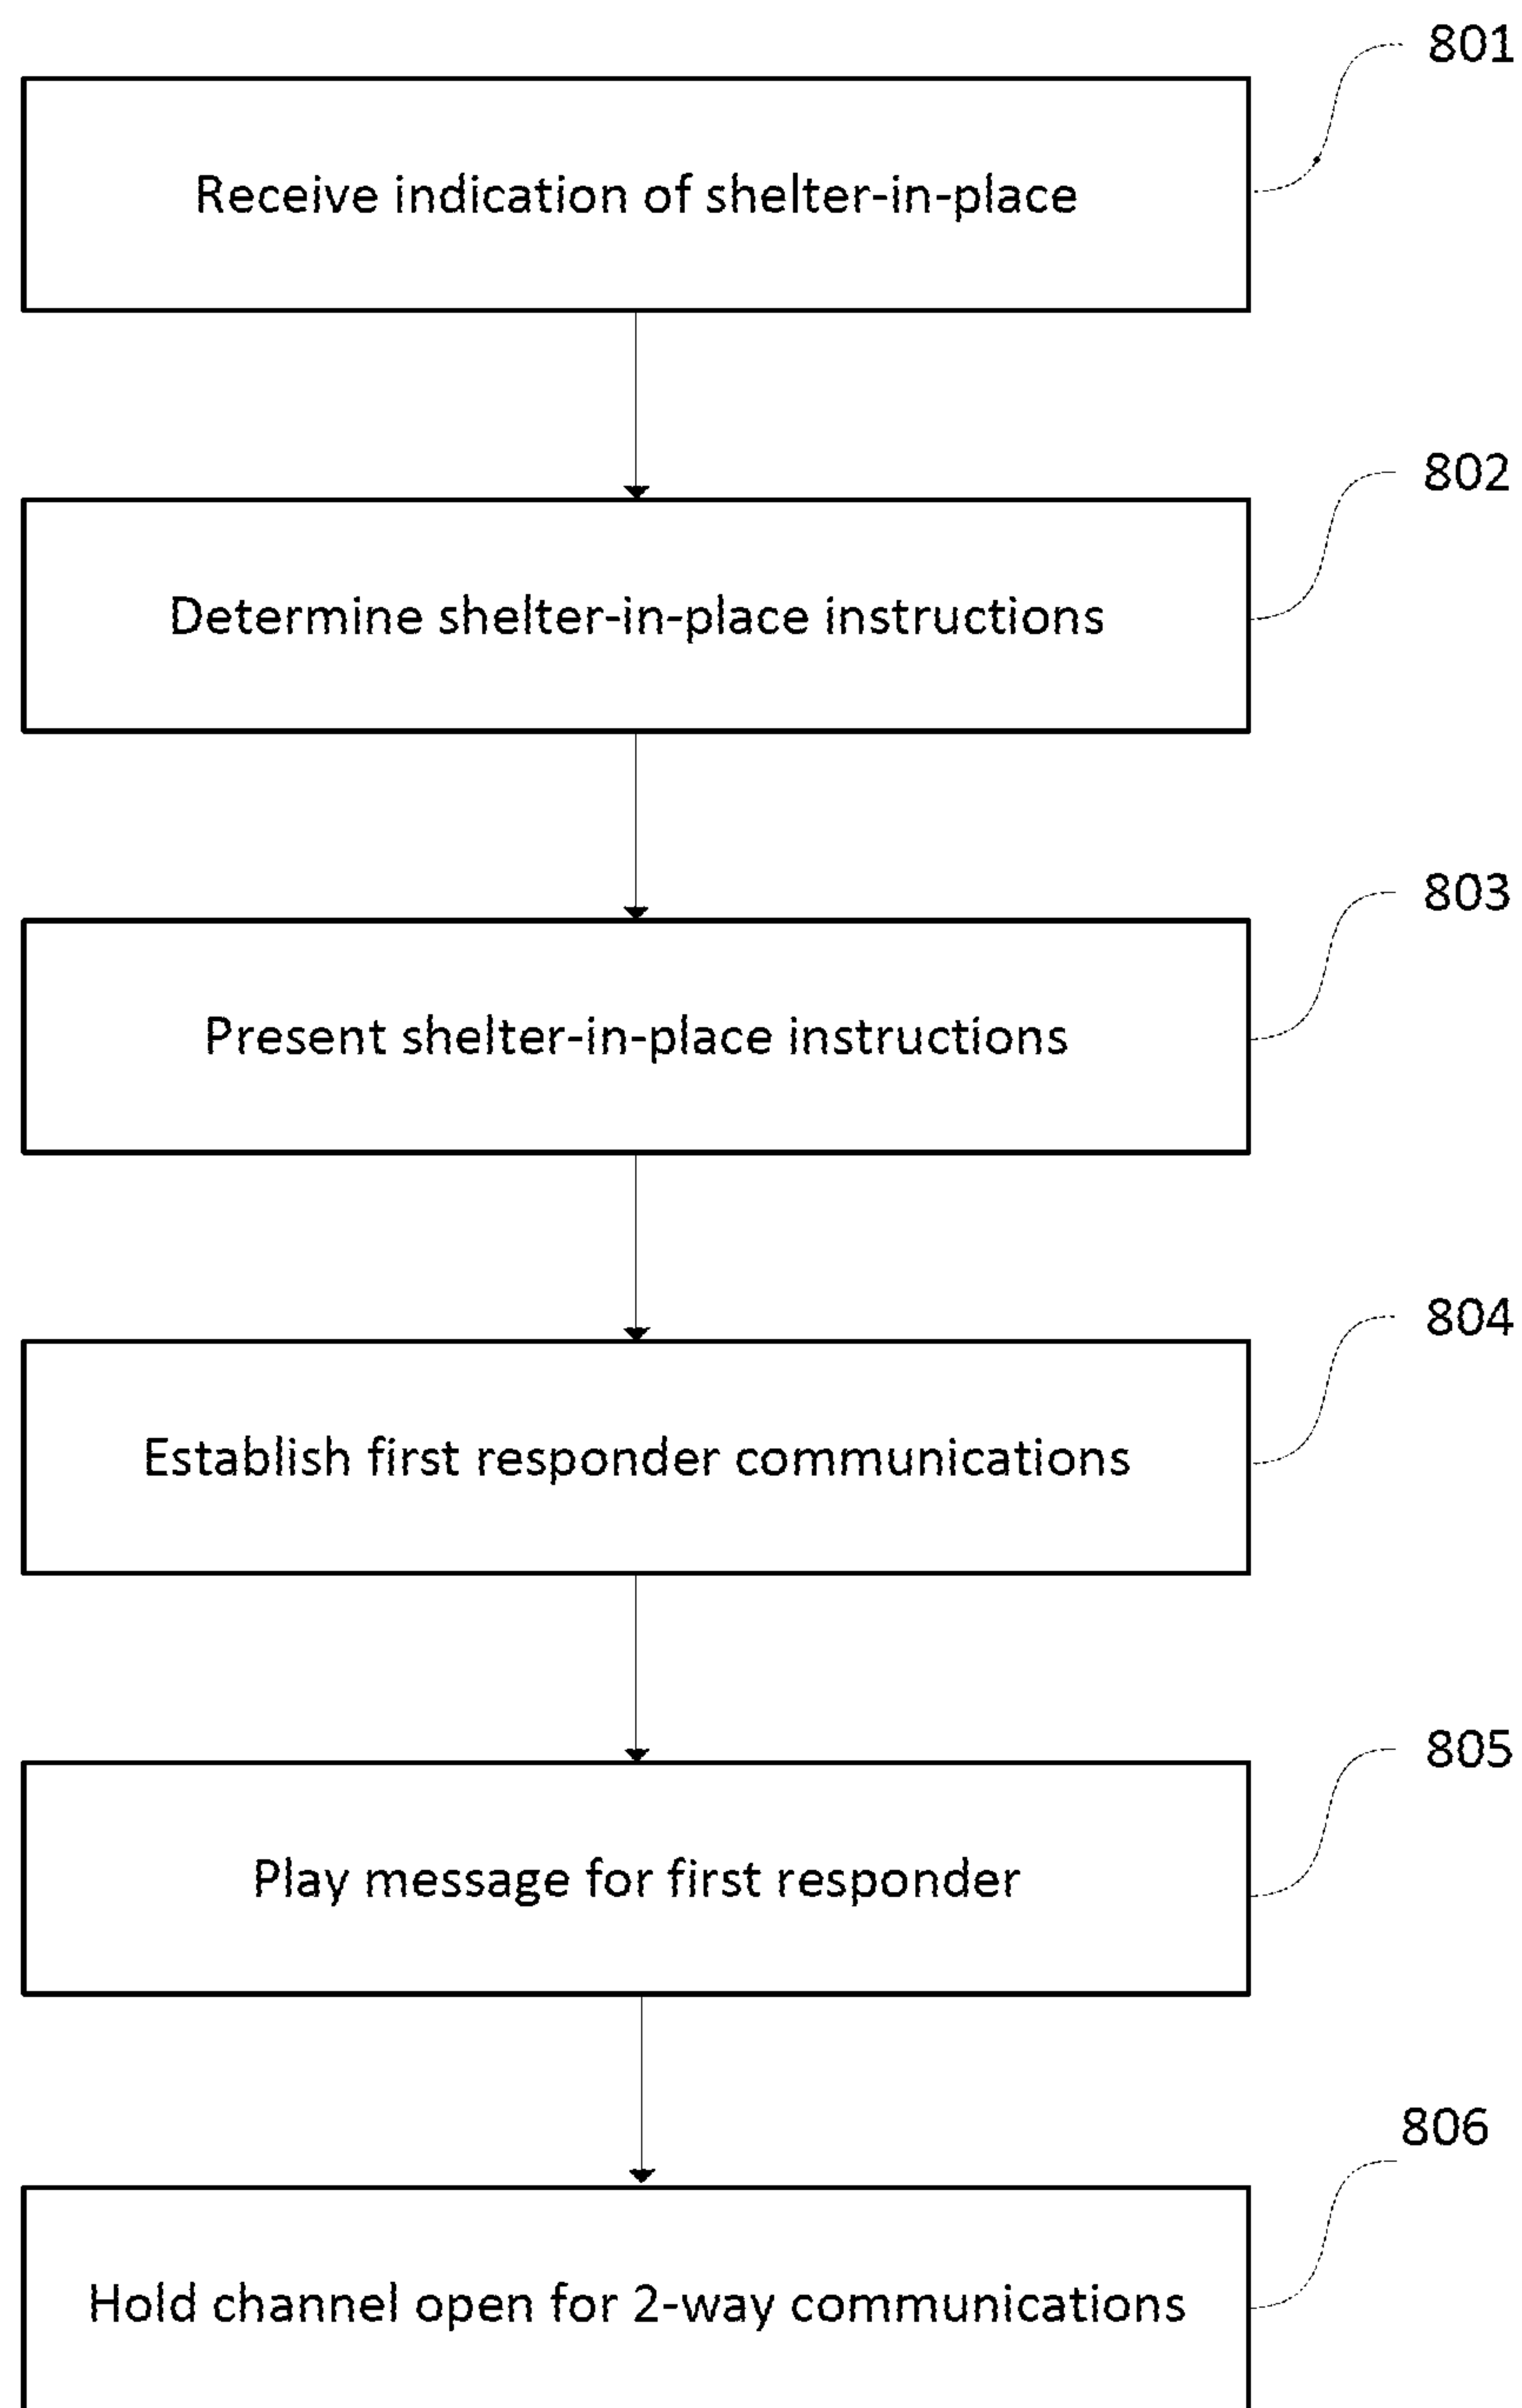 801
Receive indication of shelter-in-place
802
Determine shelter-in-place instructions
803
Present shelter-in-place instructions
804
Establish first responder communications
805
Play message for first responder
806
Hold channel open for 2-way communications